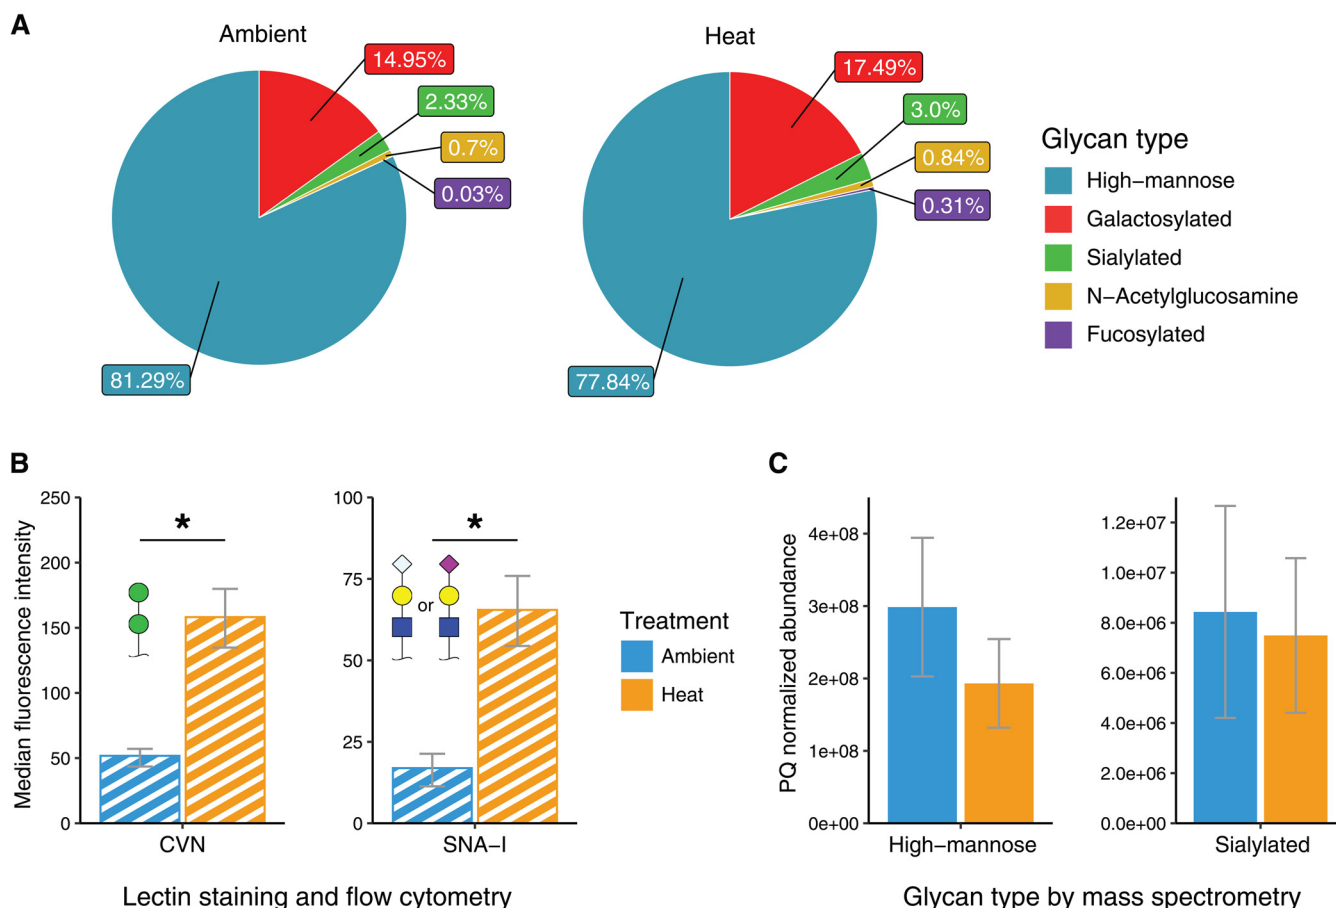 A
Ambient
Heat
14.95%
2.33%
0.7%
0.03%
81.29%
17.49%
3.0%
0.84%
0.31%
77.84%
Glycan type
High−mannose
Galactosylated
Sialylated
N−Acetylglucosamine
Fucosylated
B
Median fluorescence intensity
250
200
150
100
50
0
*
CVN
100
75
50
25
0
*
or
SNA−I
Lectin staining and flow cytometry
Treatment
Ambient
Heat
C
PQ normalized abundance
4e+08
3e+08
2e+08
1e+08
0e+00
High−mannose
1.2e+07
1.0e+07
8.0e+06
6.0e+06
4.0e+06
2.0e+06
0.0e+00
Sialylated
Glycan type by mass spectrometry